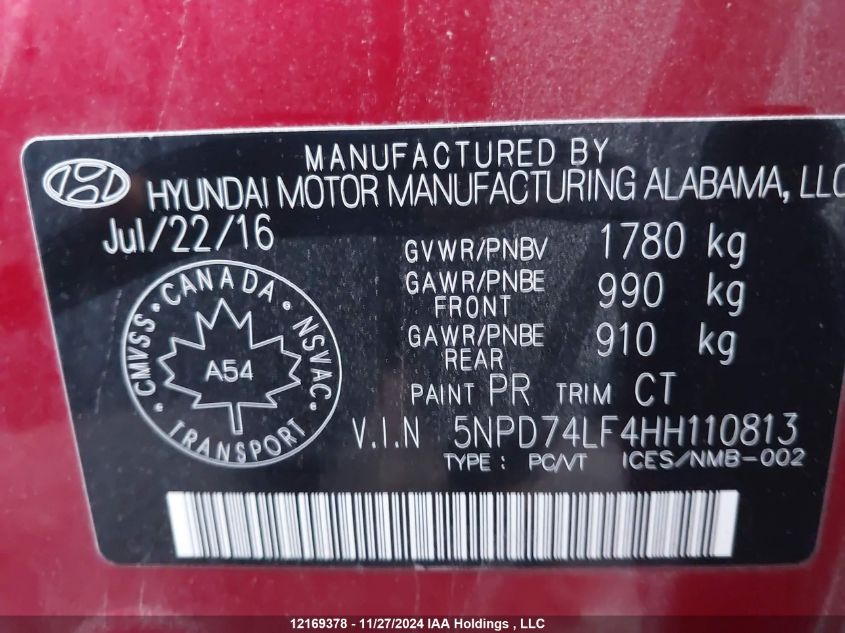 MANUFACTURED BY
HYUNDAI MOTOR MANUFACTURING ALABAMA, LLC
Jul/22/16
GVWR/PNBV 1780 kg
GAWR/PNBE FRONT 990 kg
GAWR/PNBE REAR 910 kg
PAINT PR TRIM CT
CANADA
CMVSS
NSVAC
A54
TRANSPORT
V.I.N 5NPD74LF4HH110813
TYPE : PC/VT ICES/NMB-002
12169378 - 11/27/2024 IAA Holdings , LLC